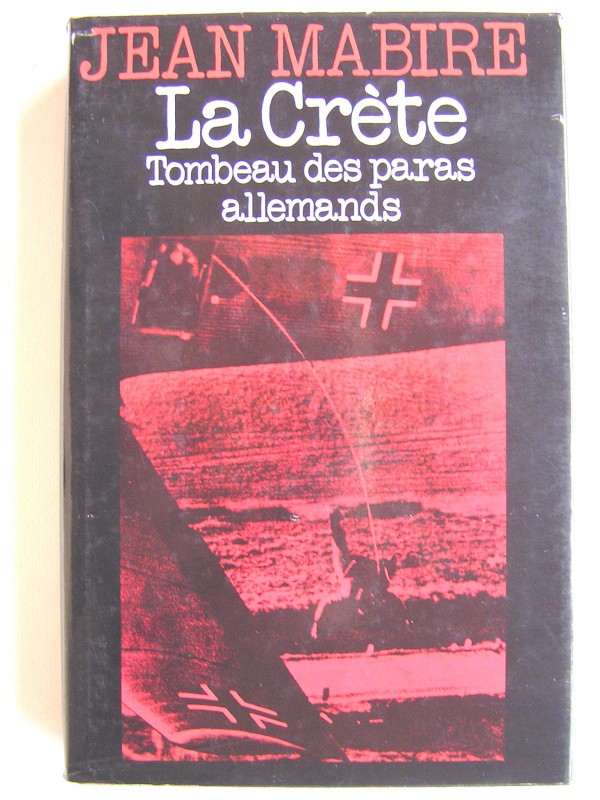 JEAN MABIRE
La Crète
Tombeau des paras
allemands